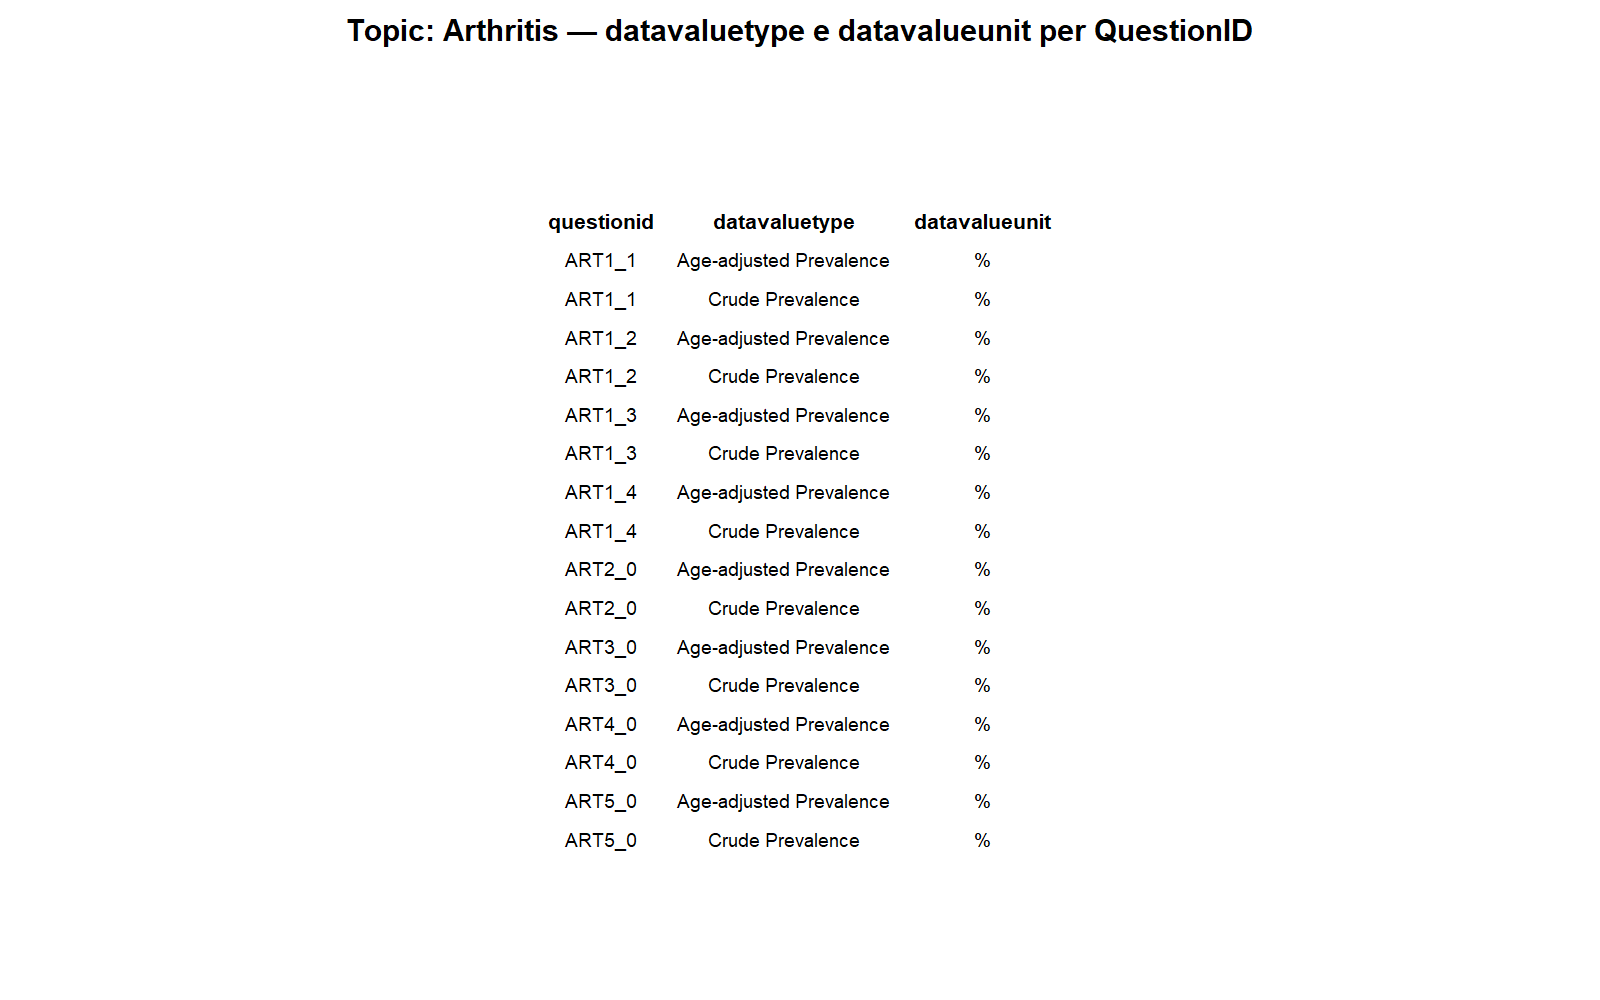 Topic: Arthritis — datavaluetype e datavalueunit per QuestionID
questionid datavaluetype datavalueunit
ART1_1 Age-adjusted Prevalence %
ART1_1 Crude Prevalence %
ART1_2 Age-adjusted Prevalence %
ART1_2 Crude Prevalence %
ART1_3 Age-adjusted Prevalence %
ART1_3 Crude Prevalence %
ART1_4 Age-adjusted Prevalence %
ART1_4 Crude Prevalence %
ART2_0 Age-adjusted Prevalence %
ART2_0 Crude Prevalence %
ART3_0 Age-adjusted Prevalence %
ART3_0 Crude Prevalence %
ART4_0 Age-adjusted Prevalence %
ART4_0 Crude Prevalence %
ART5_0 Age-adjusted Prevalence %
ART5_0 Crude Prevalence %